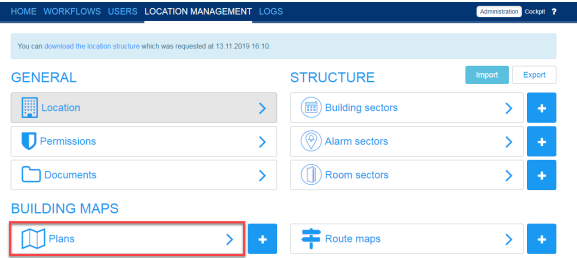 HOME WORKFLOWS USERS LOCATION MANAGEMENT LOGS Administration Cockpit ?
You can download the location structure which was requested at 13.11.2019 16:10.
GENERAL
Location
Permissions
Documents
STRUCTURE
Import
Export
Building sectors
+
Alarm sectors
+
Room sectors
+
BUILDING MAPS
Plans
+
Route maps
+